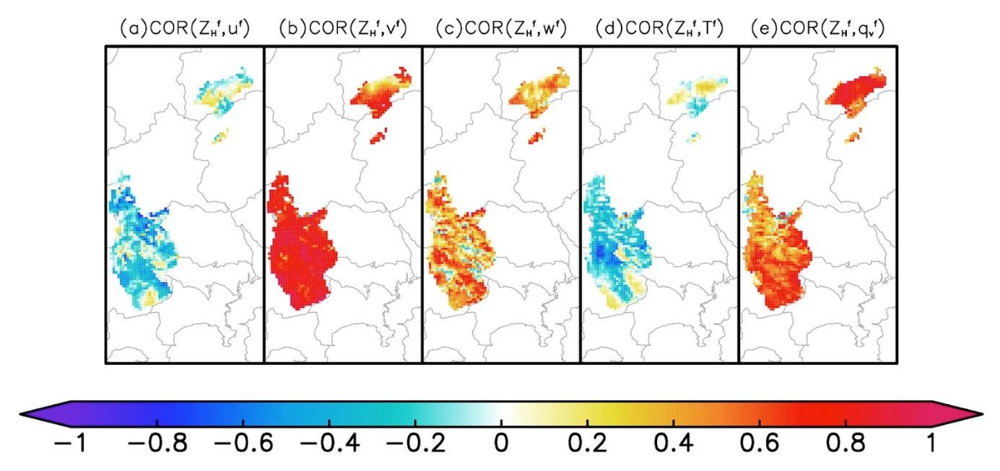 (a)COR(Z_H^f,u^f) (b)COR(Z_H^f,v^f) (c)COR(Z_H^f,w^f) (d)COR(Z_H^f,T^f) (e)COR(Z_H^f,q_v^f)
−1 −0.8 −0.6 −0.4 −0.2 0 0.2 0.4 0.6 0.8 1